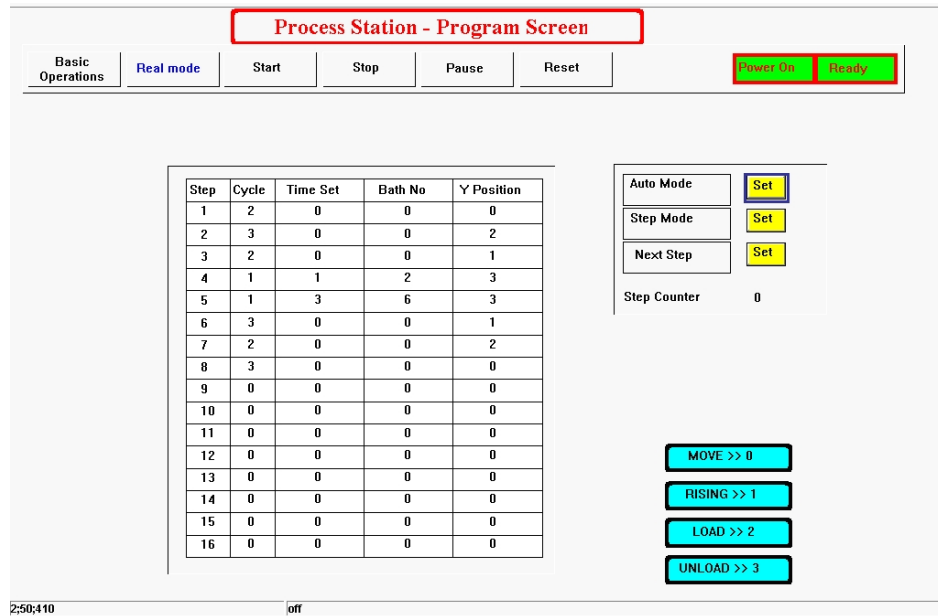 Process Station - Program Screen
Basic Operations Real mode Start Stop Pause Reset Power On Ready
Step Cycle Time Set Bath No Y Position
1 2 0 0 0
2 3 0 0 2
3 2 0 0 1
4 1 1 2 3
5 1 3 6 3
6 3 0 0 1
7 2 0 0 2
8 3 0 0 0
9 0 0 0 0
10 0 0 0 0
11 0 0 0 0
12 0 0 0 0
13 0 0 0 0
14 0 0 0 0
15 0 0 0 0
16 0 0 0 0
Auto Mode Set
Step Mode Set
Next Step Set
Step Counter 0
MOVE >> 0
RISING >> 1
LOAD >> 2
UNLOAD >> 3
2;50;410 off